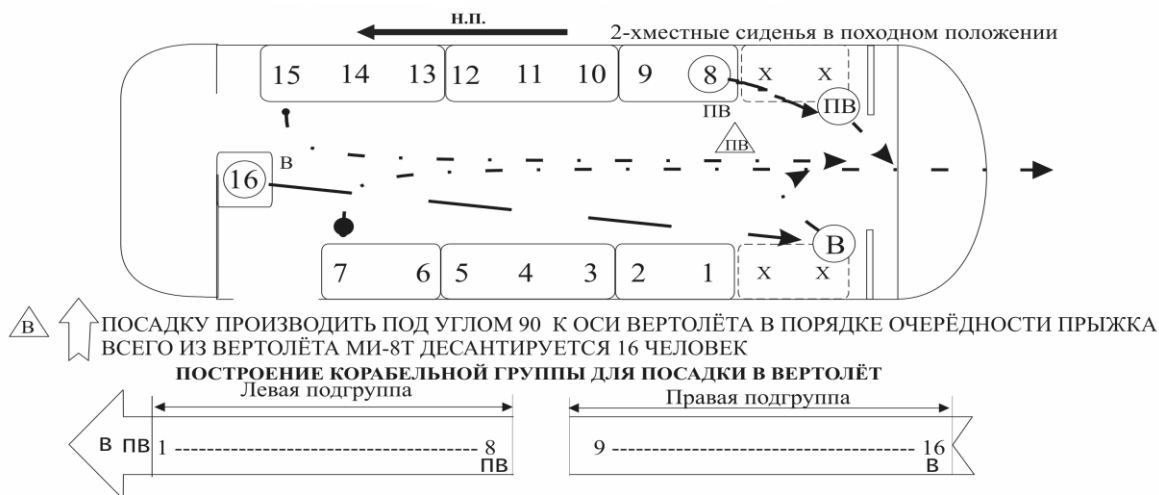 Н.П.
2-хместные сиденья в походном положении
15 14 13 12 11 10 9 8 X X
ПВ ПВ
ПВ
В
16
В
7 6 5 4 3 2 1 X X
В
ПОСАДКУ ПРОИЗВОДИТЬ ПОД УГЛОМ 90 К ОСИ ВЕРТОЛЁТА В ПОРЯДКЕ ОЧЕРЁДНОСТИ ПРЫЖКА
ВСЕГО ИЗ ВЕРТОЛЁТА МИ-8Т ДЕСАНТИРУЕТСЯ 16 ЧЕЛОВЕК
ПОСТРОЕНИЕ КОРАБЕЛЬНОЙ ГРУППЫ ДЛЯ ПОСАДКИ В ВЕРТОЛЁТ
Левая подгруппа Правая подгруппа
В ПВ 1 ------------------------------ 8 9 ---------------------------------- 16
ПВ В